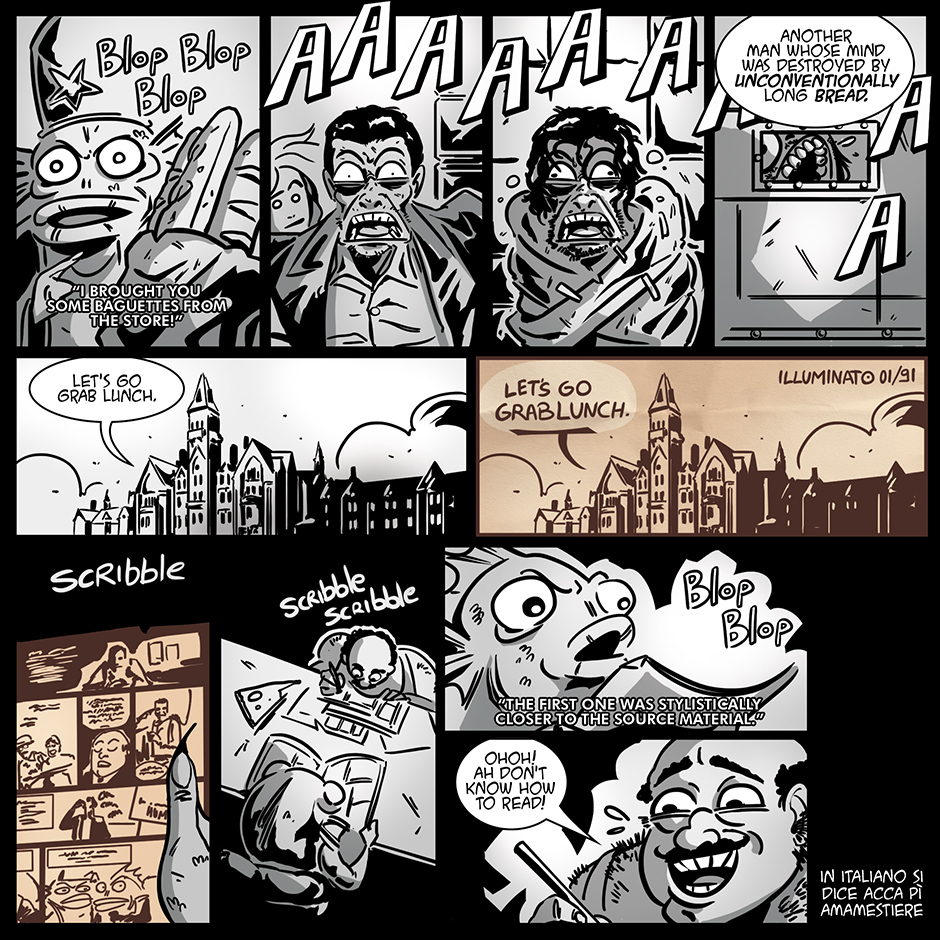 Blop Blop
Blop
"I BROUGHT YOU
SOME BAGUETTES FROM
THE STORE!"
A A A A A A A A
A
ANOTHER
MAN WHOSE MIND
WAS DESTROYED BY
UNCONVENTIONALLY
LONG BREAD.
LET'S GO
GRAB LUNCH.
LET'S GO
GRAB LUNCH.
ILLUMINATO 01/91
SCRIbble
SCRIbble
SCRIbble
Blop
Blop
"THE FIRST ONE WAS STYLISTICALLY
CLOSER TO THE SOURCE MATERIAL."
OHOH!
AH DON'T
KNOW HOW
TO READ!
IN ITALIANO SI
DICE ACCA PÌ
AMAMESTIERE